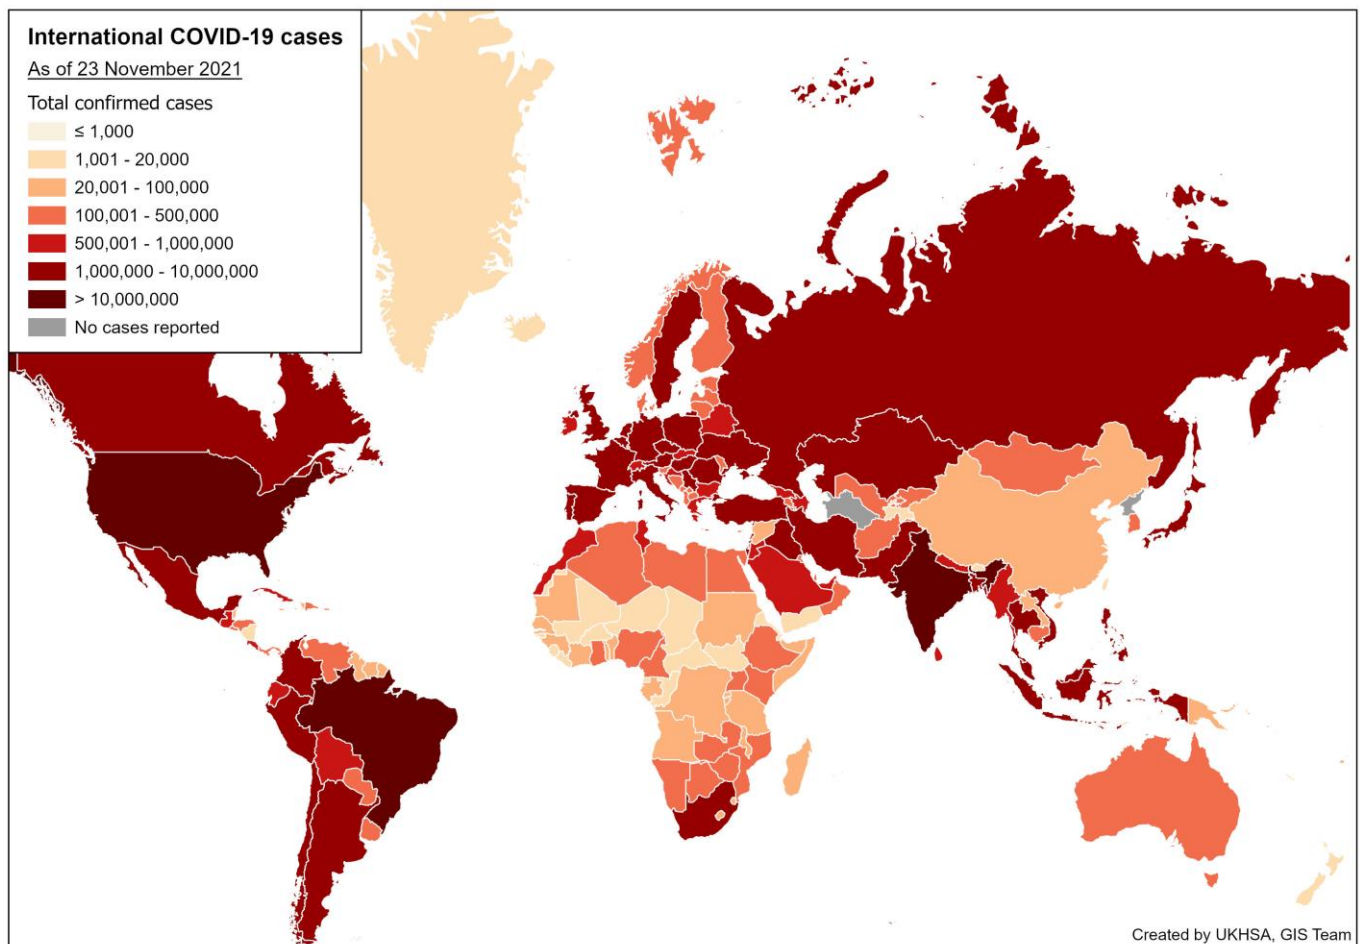 International COVID-19 cases
As of 23 November 2021
Total confirmed cases
≤ 1,000
1,001 - 20,000
20,001 - 100,000
100,001 - 500,000
500,001 - 1,000,000
1,000,000 - 10,000,000
> 10,000,000
No cases reported
Created by UKHSA, GIS Team